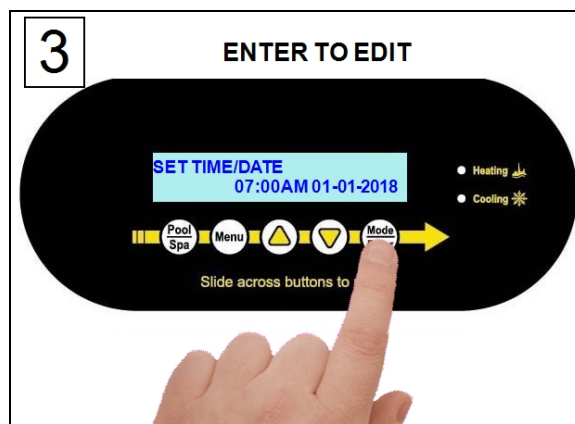 3
ENTER TO EDIT
SET TIME/DATE
07:00AM 01-01-2018
Heating
Cooling
Pool
Spa
Menu
Mode
Slide across buttons to